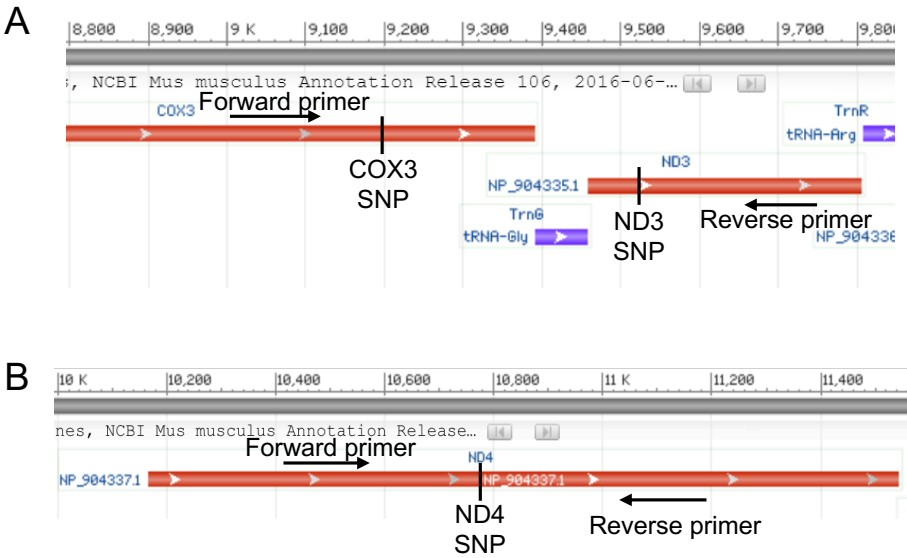 A
8,800 8,900 9 K 9,100 9,200 9,300 9,400 9,500 9,600 9,700 9,800
s, NCBI Mus musculus Annotation Release 106, 2016-06-…
COX3 Forward primer TrnR
tRNA-Arg
COX3
SNP
ND3
NP_904335.1
TrnG
tRNA-Gly
ND3
SNP
Reverse primer
NP_904336
B
10 K 10,200 10,400 10,600 10,800 11 K 11,200 11,400
nes, NCBI Mus musculus Annotation Release…
Forward primer
ND4
NP_904337.1 NP_904337.1
ND4
SNP
Reverse primer